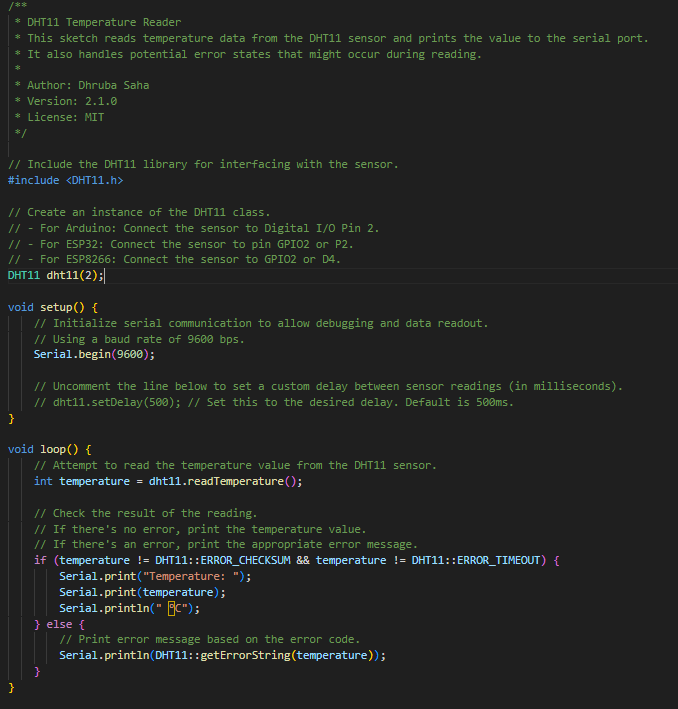 /**
 * DHT11 Temperature Reader
 * This sketch reads temperature data from the DHT11 sensor and prints the value to the serial port.
 * It also handles potential error states that might occur during reading.
 *
 * Author: Dhruba Saha
 * Version: 2.1.0
 * License: MIT
 */

// Include the DHT11 library for interfacing with the sensor.
#include <DHT11.h>

// Create an instance of the DHT11 class.
// - For Arduino: Connect the sensor to Digital I/O Pin 2.
// - For ESP32: Connect the sensor to pin GPIO2 or P2.
// - For ESP8266: Connect the sensor to GPIO2 or D4.
DHT11 dht11(2);

void setup() {
    // Initialize serial communication to allow debugging and data readout.
    // Using a baud rate of 9600 bps.
    Serial.begin(9600);

    // Uncomment the line below to set a custom delay between sensor readings (in milliseconds).
    // dht11.setDelay(500); // Set this to the desired delay. Default is 500ms.
}

void loop() {
    // Attempt to read the temperature value from the DHT11 sensor.
    int temperature = dht11.readTemperature();

    // Check the result of the reading.
    // If there's no error, print the temperature value.
    // If there's an error, print the appropriate error message.
    if (temperature != DHT11::ERROR_CHECKSUM && temperature != DHT11::ERROR_TIMEOUT) {
        Serial.print("Temperature: ");
        Serial.print(temperature);
        Serial.println(" ºC");
    } else {
        // Print error message based on the error code.
        Serial.println(DHT11::getErrorString(temperature));
    }
}